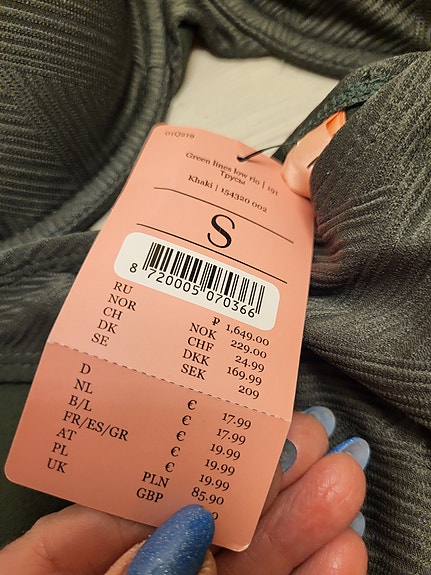 Green lines low rio | 191
Трусы
Khaki | 154320 002
S
8 720005 070366
RU ₽ 1,649.00
NOR NOK 229.00
CH CHF 24.99
DK DKK 169.99
SE SEK 209
D € 17.99
NL € 17.99
B/L € 19.99
FR/ES/GR € 19.99
AT € 19.99
PL PLN 85.90
UK GBP